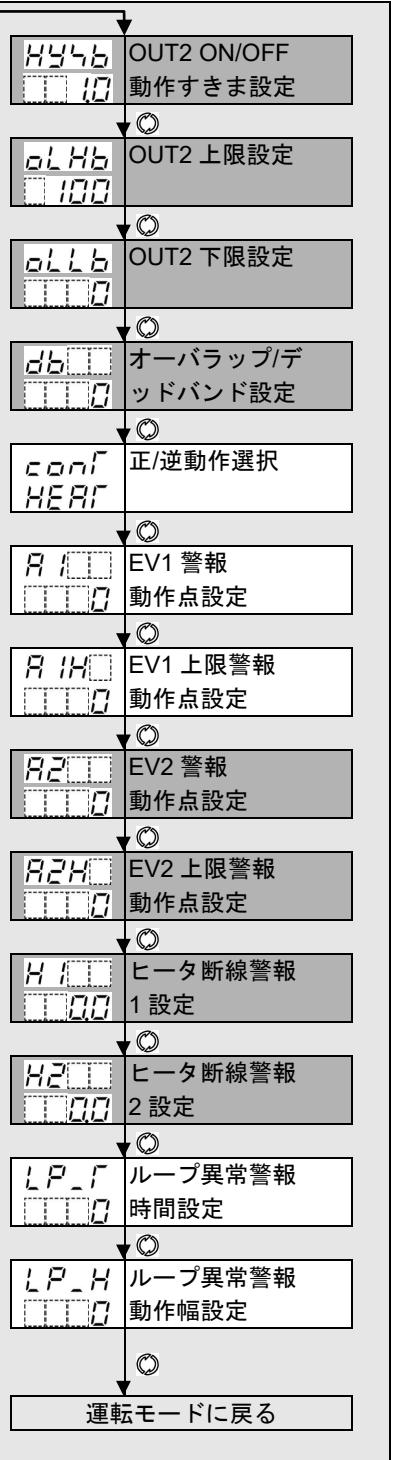 HYSb
OUT2 ON/OFF
1.0
動作すきま設定
oLHb
OUT2 上限設定
100
oLLb
OUT2 下限設定
0
db
オーバラップ/デ
0
ッドバンド設定
conT
正/逆動作選択
HEAT
A1
EV1 警報
0
動作点設定
A1H
EV1 上限警報
0
動作点設定
A2
EV2 警報
0
動作点設定
A2H
EV2 上限警報
0
動作点設定
H1
ヒータ断線警報
0.0
1 設定
H2
ヒータ断線警報
0.0
2 設定
LP_T
ループ異常警報
0
時間設定
LP_H
ループ異常警報
0
動作幅設定
運転モードに戻る